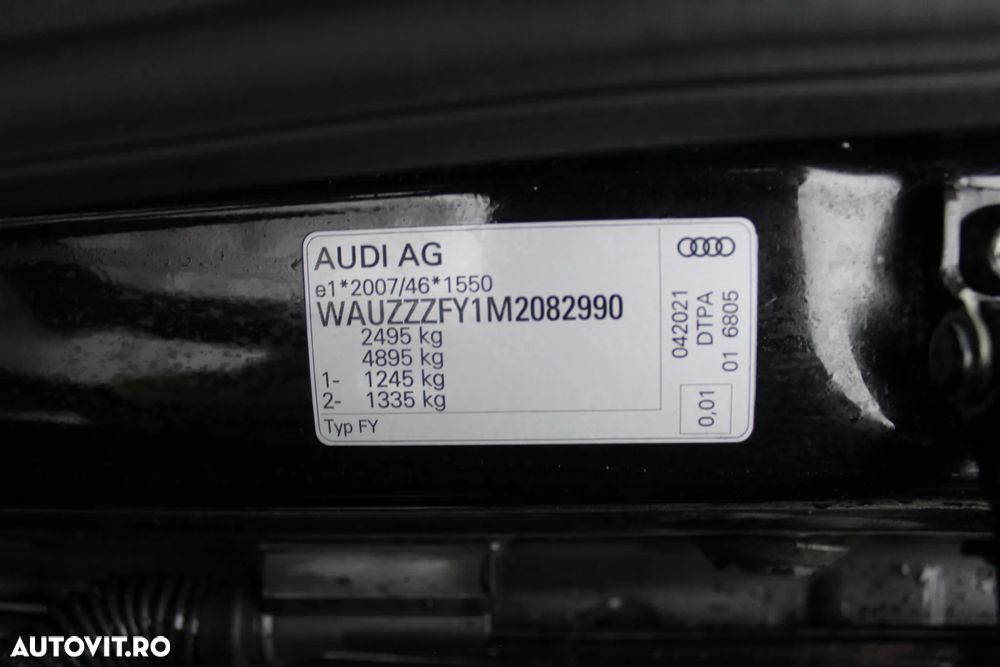 AUDI AG
e1*2007/46*1550
WAUZZZFY1M2082990
2495 kg
4895 kg
1- 1245 kg
2- 1335 kg
Typ FY
042021
DTPA
01 6805
0,01
AUTOVIT.RO